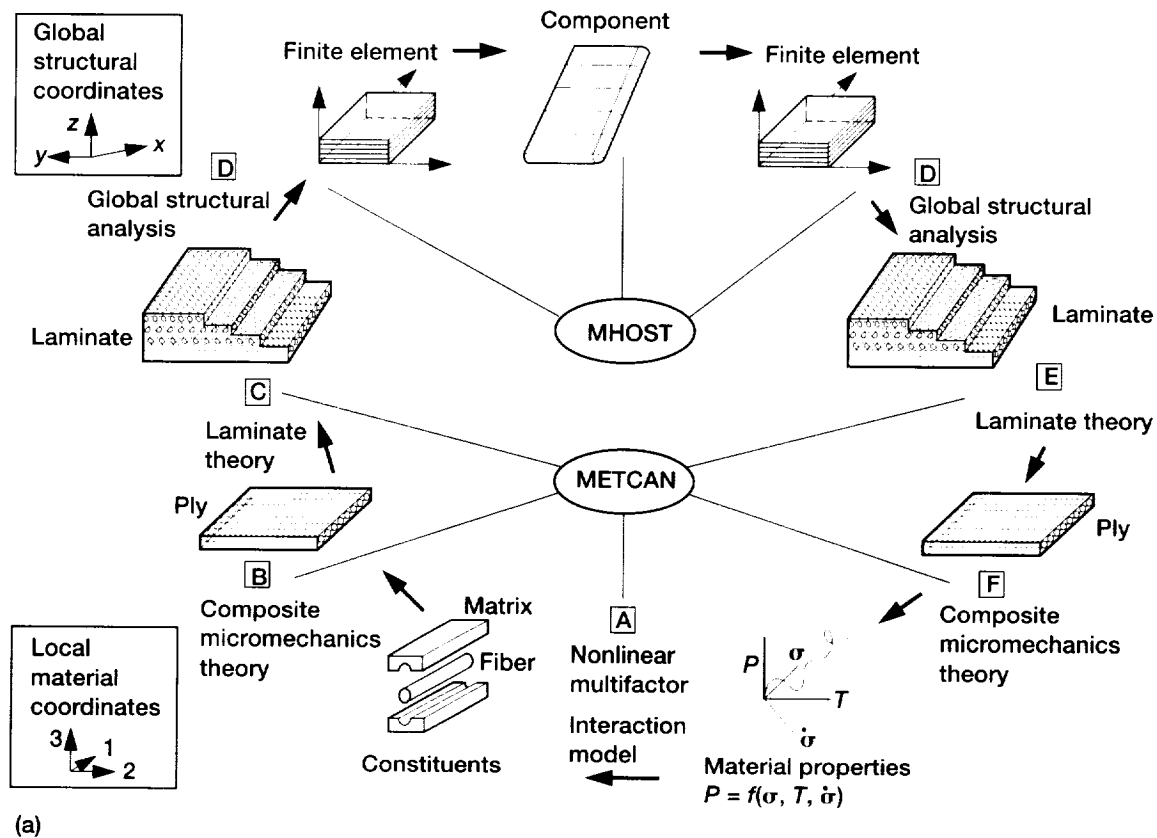 Global
structural
coordinates
z
y
x
Finite element
Component
Finite element
D
Global structural
analysis
D
Global structural
analysis
Laminate
MHOST
Laminate
C
Laminate
theory
E
Laminate theory
METCAN
Ply
Ply
B
Composite
micromechanics
theory
Matrix
Fiber
Constituents
A
Nonlinear
multifactor
Interaction
model
P
σ
T
σ̇
Material properties
P = f(σ, T, σ̇)
F
Composite
micromechanics
theory
Local
material
coordinates
3
1
2
(a)